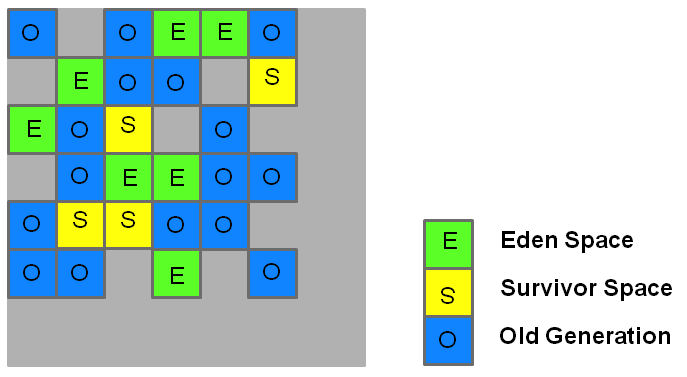 O O E E O
E O O S
E O S O
O E E O O
O S S O O
O O E O
E Eden Space
S Survivor Space
O Old Generation